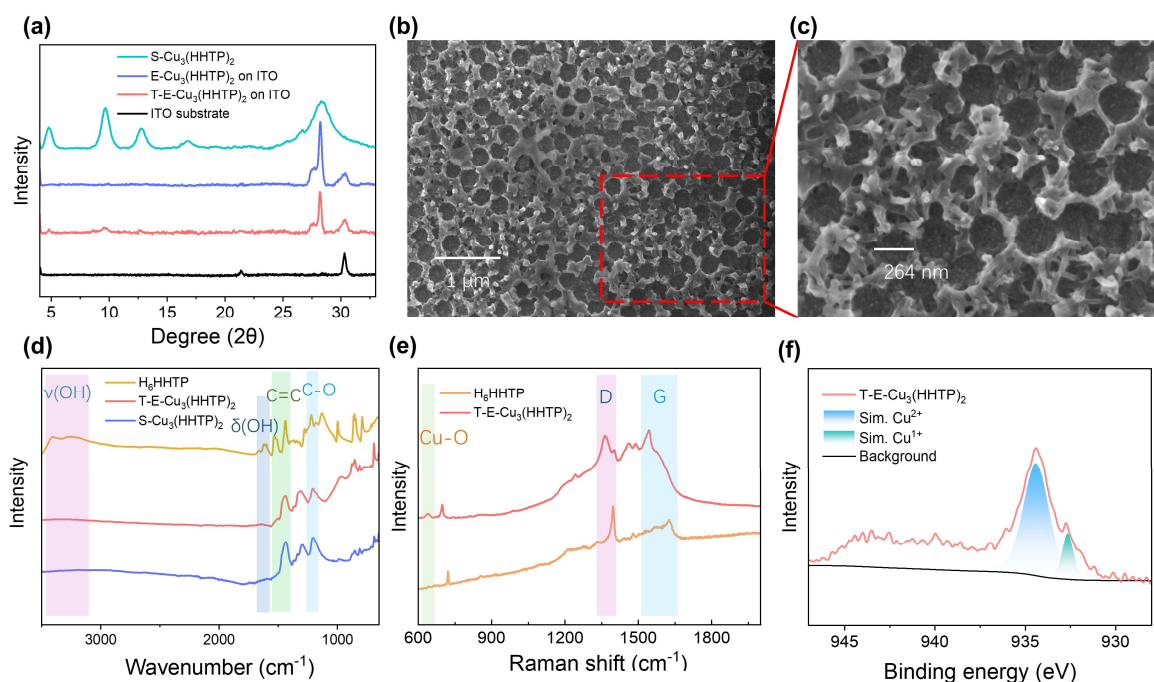 (a)
S-Cu₃(HHTP)₂
E-Cu₃(HHTP)₂ on ITO
T-E-Cu₃(HHTP)₂ on ITO
ITO substrate
Intensity
5 10 15 20 25 30
Degree (2θ)
(b)
1 μm
(c)
264 nm
(d)
ν(OH)
H₆HHTP
T-E-Cu₃(HHTP)₂
S-Cu₃(HHTP)₂
C=C
C-O
δ(OH)
Intensity
3000 2000 1000
Wavenumber (cm⁻¹)
(e)
H₆HHTP
T-E-Cu₃(HHTP)₂
D
G
Cu-O
Intensity
600 900 1200 1500 1800
Raman shift (cm⁻¹)
(f)
T-E-Cu₃(HHTP)₂
Sim. Cu²⁺
Sim. Cu¹⁺
Background
Intensity
945 940 935 930
Binding energy (eV)